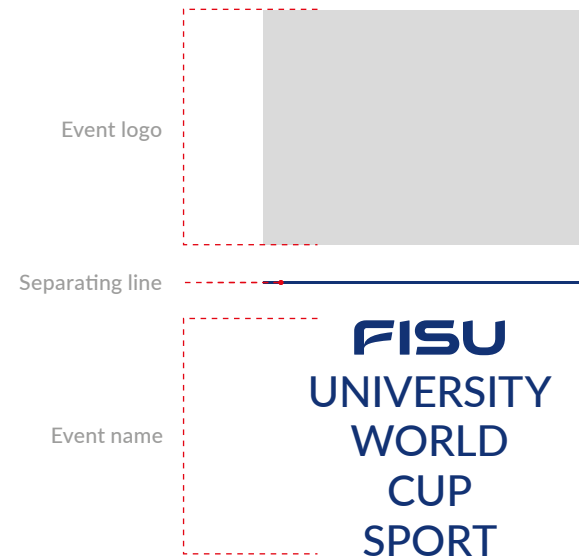 Event logo
Separating line
Event name
FISU
UNIVERSITY
WORLD
CUP
SPORT